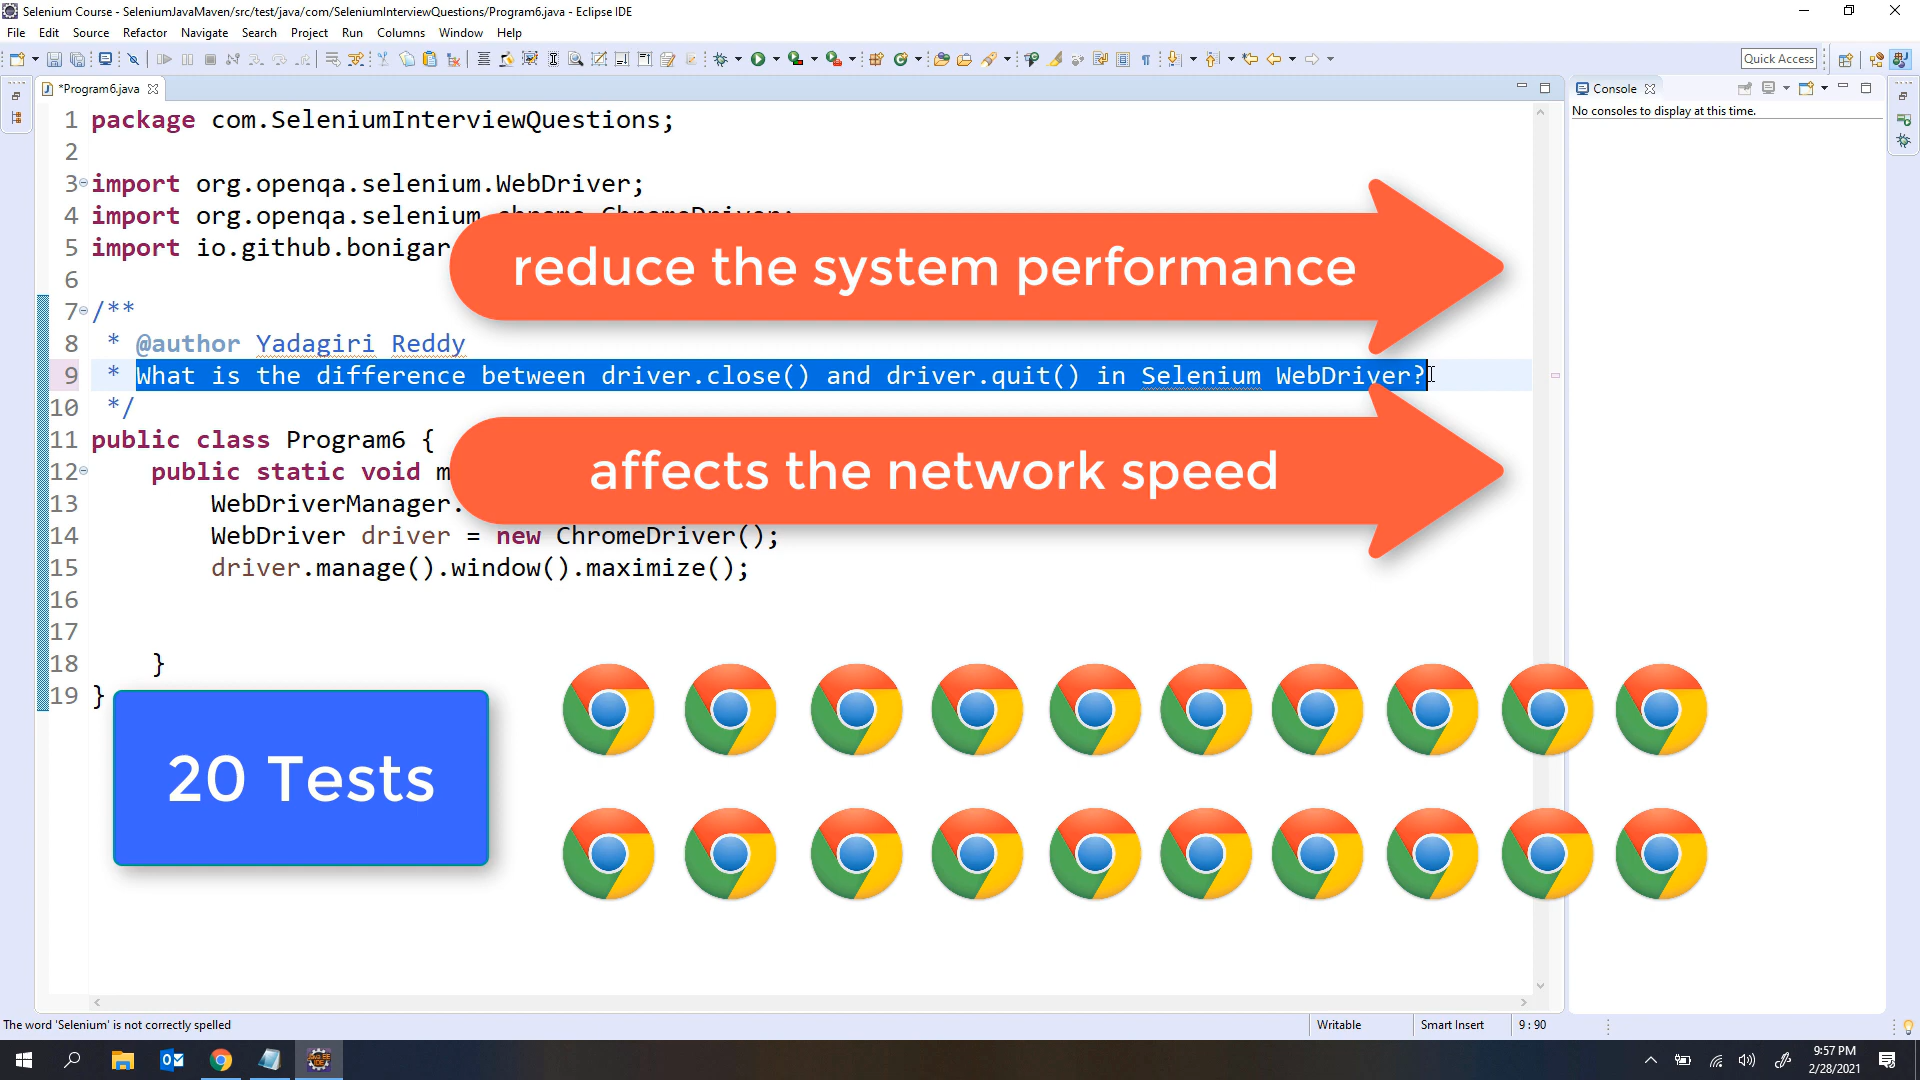 Selenium Course - SeleniumJavaMaven/src/test/java/com/SeleniumInterviewQuestions/Program6.java - Eclipse IDE
File Edit Source Refactor Navigate Search Project Run Columns Window Help
Quick Access
*Program6.java
Console
No consoles to display at this time.
1 package com.SeleniumInterviewQuestions;
2
3 import org.openqa.selenium.WebDriver;
4 import org.openqa.selenium.chrome.ChromeDriver;
5 import io.github.bonigar
reduce the system performance
6
7 /**
8 * @author Yadagiri Reddy
9 * What is the difference between driver.close() and driver.quit() in Selenium WebDriver?
10 */
11 public class Program6 {
affects the network speed
12 public static void m
13 WebDriverManager.
14 WebDriver driver = new ChromeDriver();
15 driver.manage().window().maximize();
16
17
18 }
19 }
20 Tests
The word 'Selenium' is not correctly spelled
Writable
Smart Insert
9 : 90
9:57 PM
2/28/2021